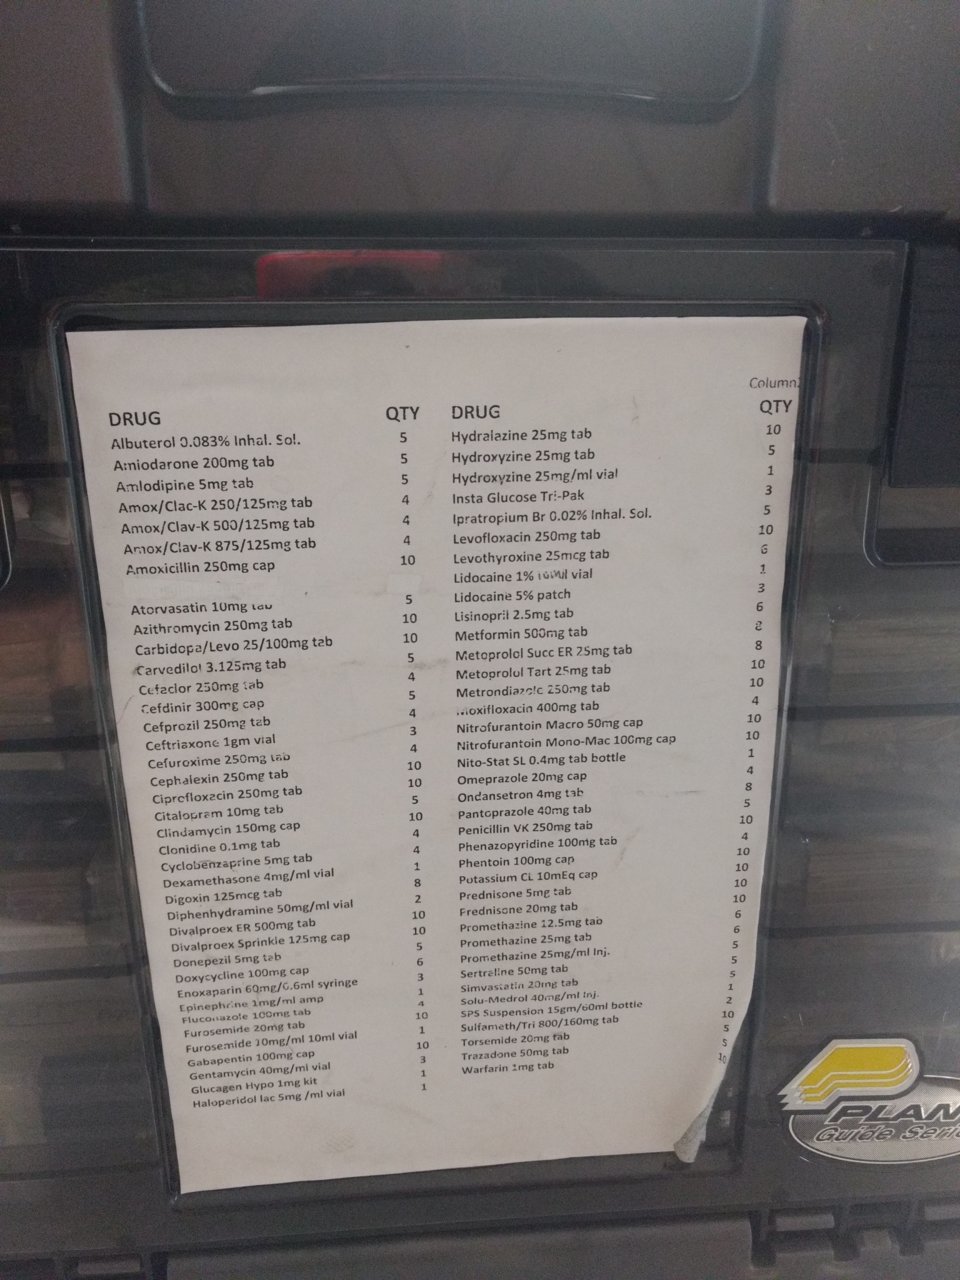 Column2
DRUG QTY
Albuterol 0.083% Inhal. Sol. 5
Amiodarone 200mg tab 5
Amlodipine 5mg tab 5
Amox/Clac-K 250/125mg tab 4
Amox/Clav-K 500/125mg tab 4
Amox/Clav-K 875/125mg tab 4
Amoxicillin 250mg cap 10
Atorvasatin 10mg tab 5
Azithromycin 250mg tab 10
Carbidopa/Levo 25/100mg tab 10
Carvedilol 3.125mg tab 5
Cefaclor 250mg tab 4
Cefdinir 300mg cap 5
Cefprozil 250mg tab 4
Ceftriaxone 1gm vial 3
Cefuroxime 250mg tab 4
Cephalexin 250mg tab 10
Ciprofloxacin 250mg tab 10
Citalopram 10mg tab 5
Clindamycin 150mg cap 10
Clonidine 0.1mg tab 4
Cyclobenzaprine 5mg tab 4
Dexamethasone 4mg/ml vial 1
Digoxin 125mcg tab 8
Diphenhydramine 50mg/ml vial 2
Divalproex ER 500mg tab 10
Divalproex Sprinkle 125mg cap 10
Donepezil 5mg tab 5
Doxycycline 100mg cap 6
Enoxaparin 60mg/0.6ml syringe 3
Epinephrine 1mg/ml amp 1
Fluconazole 100mg tab 4
Furosemide 20mg tab 10
Furosemide 10mg/ml 10ml vial 1
Gabapentin 100mg cap 10
Gentamycin 40mg/ml vial 3
Glucagen Hypo 1mg kit 1
Haloperidol lac 5mg /ml vial 1
DRUG QTY
Hydralazine 25mg tab 10
Hydroxyzine 25mg tab 5
Hydroxyzine 25mg/ml vial 1
Insta Glucose Tri-Pak 3
Ipratropium Br 0.02% Inhal. Sol. 5
Levofloxacin 250mg tab 10
Levothyroxine 25mcg tab 6
Lidocaine 1% vial 1
Lidocaine 5% patch 3
Lisinopril 2.5mg tab 6
Metformin 500mg tab
Metoprolol Succ ER 25mg tab 8
Metoprolol Tart 25mg tab 10
Metrondiazole 250mg tab 10
Moxifloxacin 400mg tab 4
Nitrofurantoin Macro 50mg cap 10
Nitrofurantoin Mono-Mac 100mg cap 10
Nito-Stat SL 0.4mg tab bottle 1
Omeprazole 20mg cap 4
Ondansetron 4mg tab 8
Pantoprazole 40mg tab 5
Penicillin VK 250mg tab 10
Phenazopyridine 100mg tab 4
Phentoin 100mg cap 10
Potassium CL 10mEq cap 10
Prednisone 5mg tab 10
Prednisone 20mg tab 10
Promethazine 12.5mg tab 6
Promethazine 25mg tab 6
Promethazine 25mg/ml Inj. 5
Sertraline 50mg tab 5
Simvastatin 20mg tab 5
Solu-Medrol 40mg/ml Inj. 1
SPS Suspension 15gm/60ml bottle 2
Sulfameth/Tri 800/160mg tab 10
Torsemide 20mg tab 5
Trazadone 50mg tab 5
Warfarin 1mg tab 10
PLAN
Guide Seri